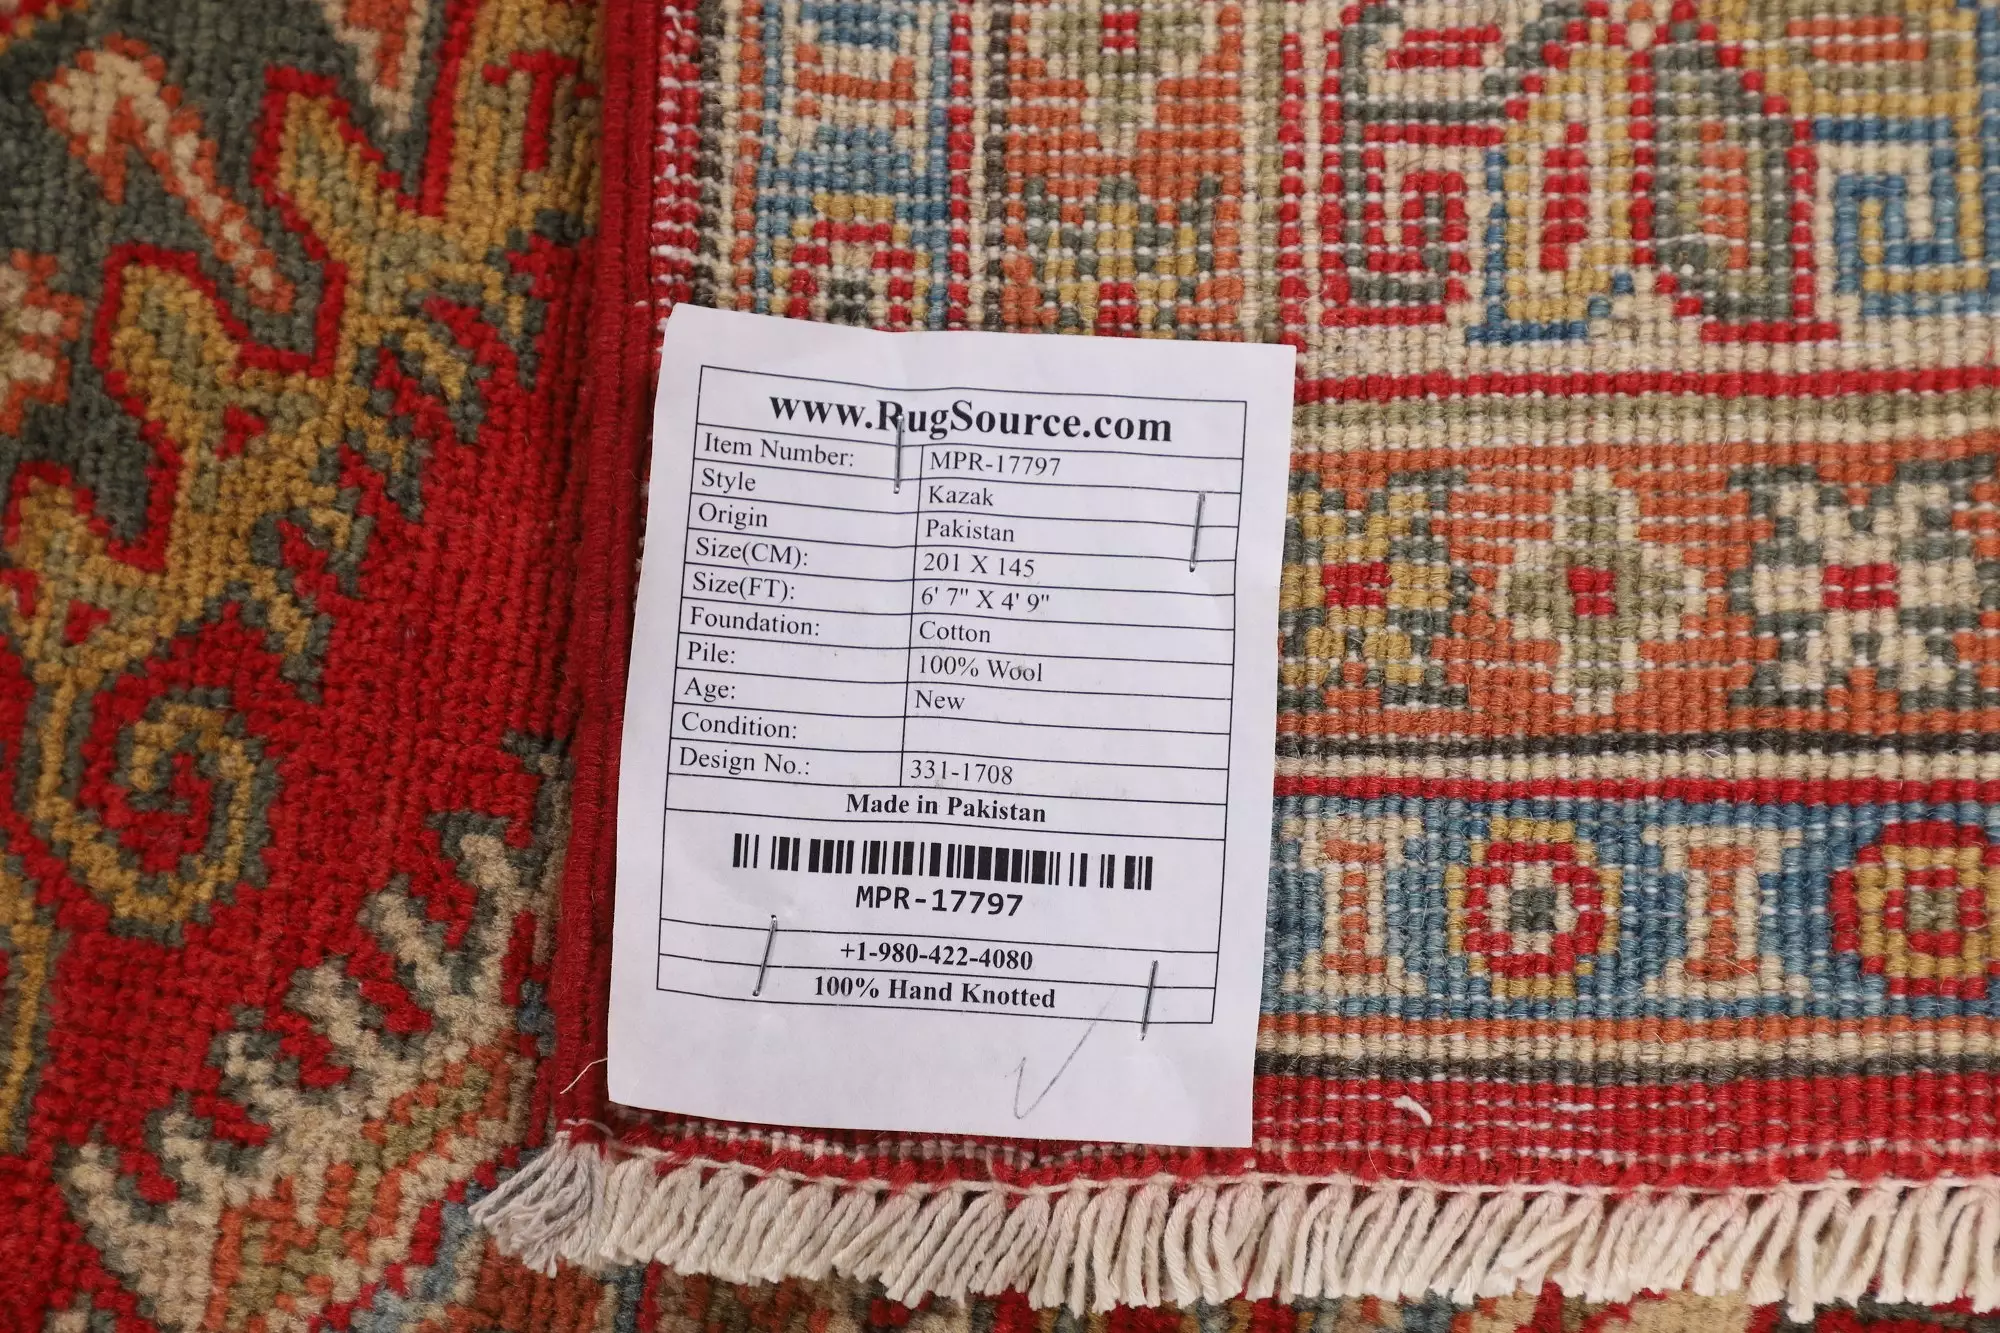 www.RugSource.com
Item Number: MPR-17797
Style Kazak
Origin Pakistan
Size(CM): 201 X 145
Size(FT): 6' 7" X 4' 9"
Foundation: Cotton
Pile: 100% Wool
Age: New
Condition:
Design No.: 331-1708
Made in Pakistan
MPR-17797
+1-980-422-4080
100% Hand Knotted